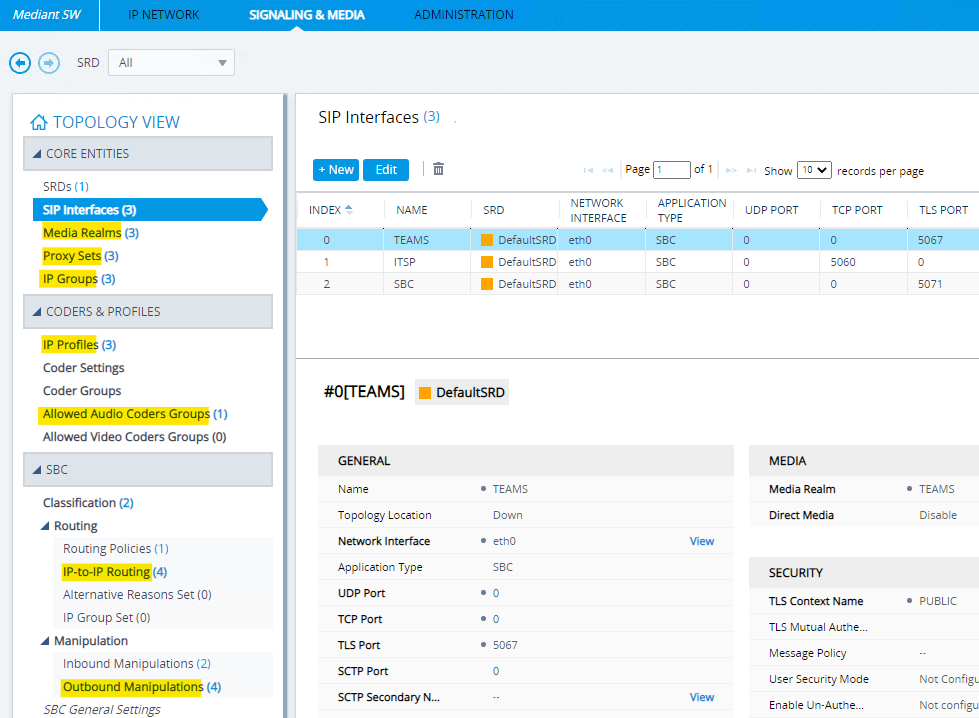 Mediant SW IP NETWORK SIGNALING & MEDIA ADMINISTRATION
SRD All
TOPOLOGY VIEW
CORE ENTITIES
SRDs (1)
SIP Interfaces (3)
Media Realms (3)
Proxy Sets (3)
IP Groups (3)
CODERS & PROFILES
IP Profiles (3)
Coder Settings
Coder Groups
Allowed Audio Coders Groups (1)
Allowed Video Coders Groups (0)
SBC
Classification (2)
Routing
Routing Policies (1)
IP-to-IP Routing (4)
Alternative Reasons Set (0)
IP Group Set (0)
Manipulation
Inbound Manipulations (2)
Outbound Manipulations (4)
SBC General Settings
SIP Interfaces (3) .
+ New Edit Page 1 of 1 Show 10 records per page
INDEX NAME SRD NETWORK INTERFACE APPLICATION TYPE UDP PORT TCP PORT TLS PORT
0 TEAMS DefaultSRD eth0 SBC 0 0 5067
1 ITSP DefaultSRD eth0 SBC 0 5060 0
2 SBC DefaultSRD eth0 SBC 0 0 5071
#0[TEAMS] DefaultSRD
GENERAL
Name TEAMS
Topology Location Down
Network Interface eth0 View
Application Type SBC
UDP Port 0
TCP Port 0
TLS Port 5067
SCTP Port 0
SCTP Secondary N... -- View
MEDIA
Media Realm TEAMS
Direct Media Disable
SECURITY
TLS Context Name PUBLIC
TLS Mutual Authe...
Message Policy --
User Security Mode Not Configu
Enable Un-Authe... Not configu